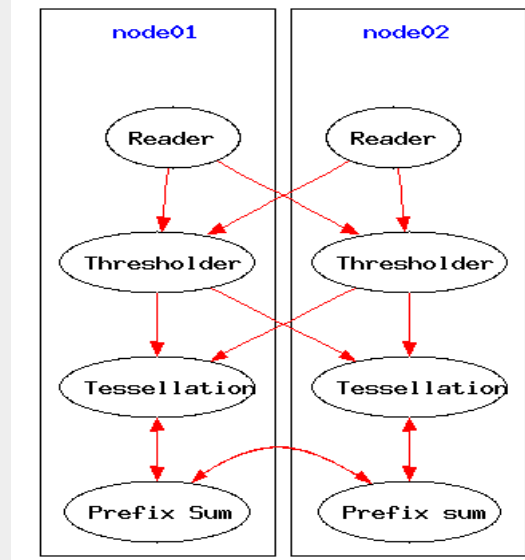 node01 node02
Reader Reader
Thresholder Thresholder
Tessellation Tessellation
Prefix Sum Prefix sum